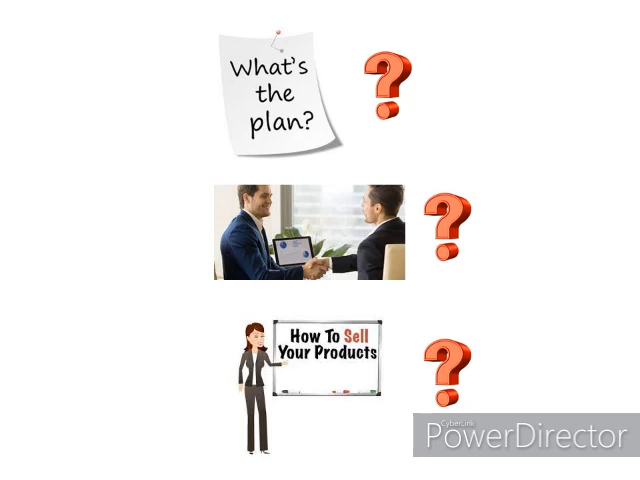 What's
the
plan?
?
?
How To Sell
Your Products
?
CyberLink
PowerDirector